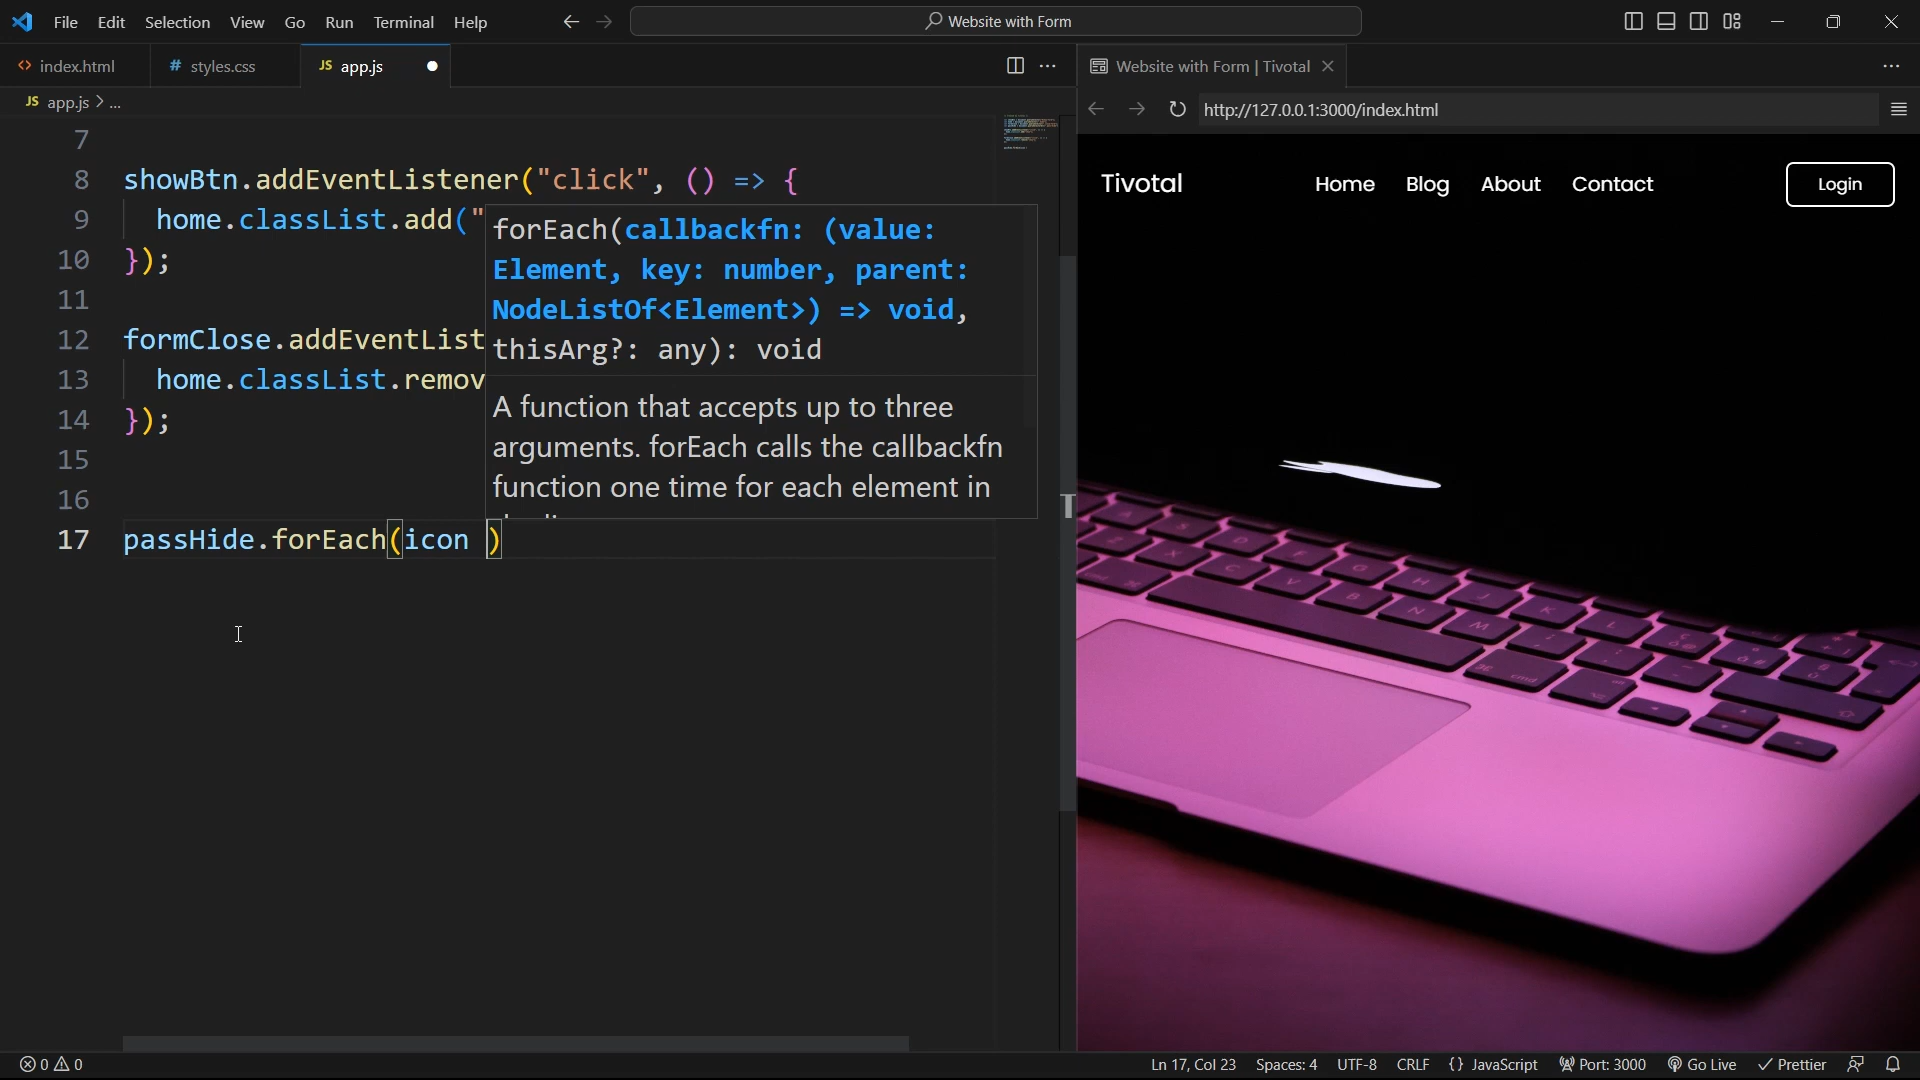 File Edit Selection View Go Run Terminal Help
Website with Form
index.html
# styles.css
JS app.js
Website with Form | Tivotal
JS app.js > ...
http://127.0.0.1:3000/index.html
7
8 showBtn.addEventListener("click", () => {
9 home.classList.add("
10 });
11
12 formClose.addEventList
13 home.classList.remov
14 });
15
16
17 passHide.forEach(icon )
forEach(callbackfn: (value:
Element, key: number, parent:
NodeListOf<Element>) => void,
thisArg?: any): void
A function that accepts up to three
arguments. forEach calls the callbackfn
function one time for each element in
Tivotal
Home Blog About Contact
Login
0 0
Ln 17, Col 23 Spaces: 4 UTF-8 CRLF {} JavaScript Port: 3000 Go Live Prettier